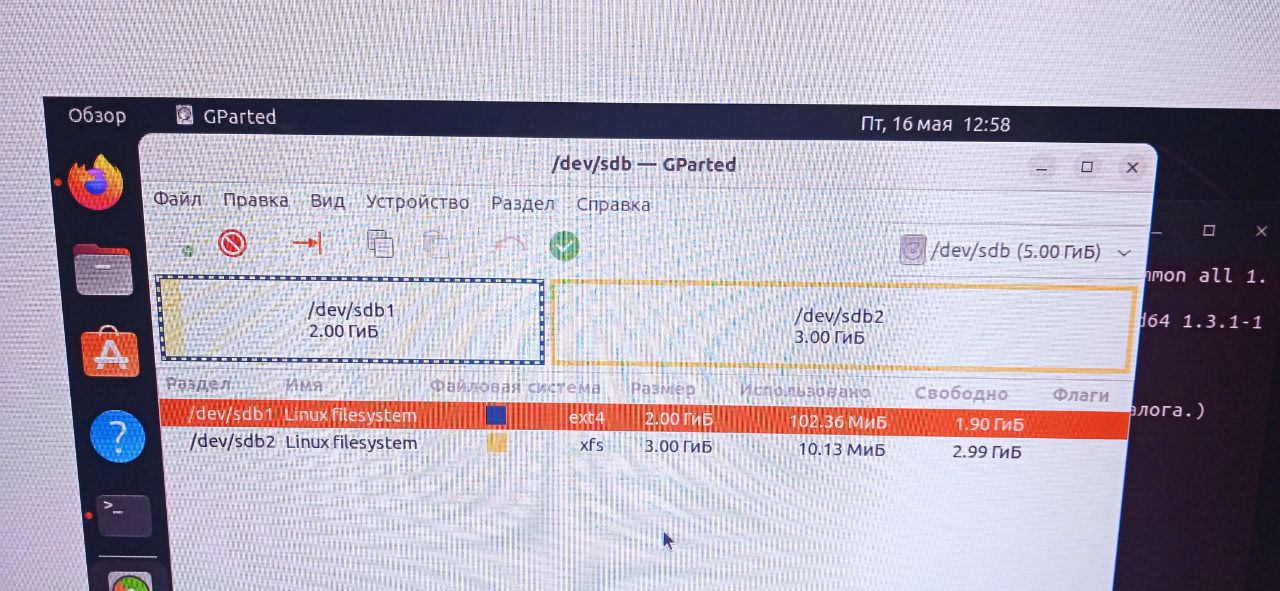 Обзор GParted Пт, 16 мая 12:58
/dev/sdb — GParted
Файл Правка Вид Устройство Раздел Справка
/dev/sdb (5.00 ГиБ)
mon all 1.
/dev/sdb1
2.00 ГиБ
/dev/sdb2
3.00 ГиБ
d64 1.3.1-1
Раздел Имя Файловая система Размер Использовано Свободно Флаги
/dev/sdb1 Linux filesystem ext4 2.00 ГиБ 102.36 МиБ 1.90 ГиБ
алога.)
/dev/sdb2 Linux filesystem xfs 3.00 ГиБ 10.13 МиБ 2.99 ГиБ